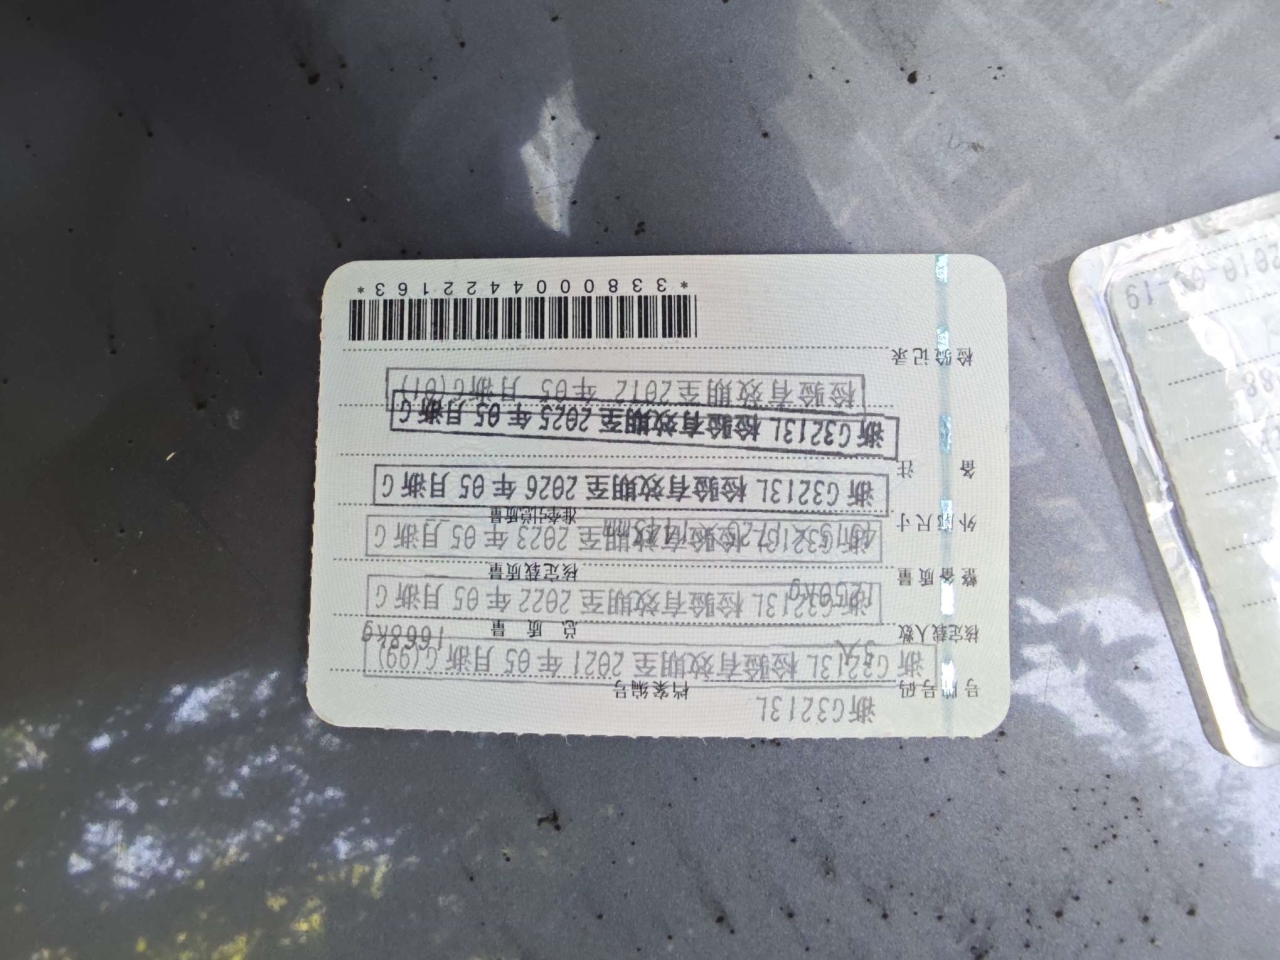 号牌号码 浙G3213L 档案编号
浙G3213L 检验有效期至2021年05月浙G(99)
核定载人数 5人 总质量 1668kg
浙G3213L 检验有效期至2022年05月浙G
整备质量 1250kg 核定载质量
浙G3213L 检验有效期至2023年05月浙G
外廓尺寸 准牵引总质量
浙G3213L 检验有效期至2026年05月浙G
备注
浙G3213L 检验有效期至2025年05月浙G
检验有效期至2012年05月浙G(01)
检验记录
*3380004422163*